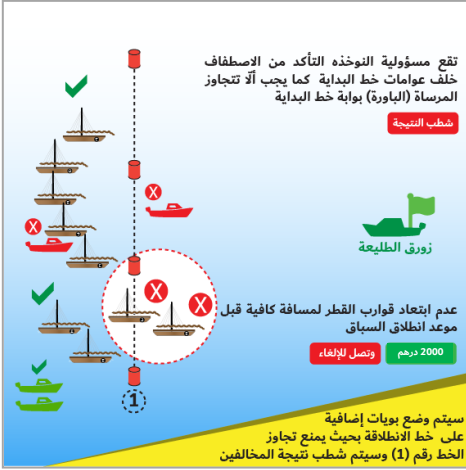 تقع مسؤولية النوخذه التأكد من الاصطفاف
خلف عوامات خط البداية كما يجب ألّا تتجاوز
المرساة (الباورة) بوابة خط البداية
شطب النتيجة
X
X
زورق الطليعة
X X
عدم ابتعاد قوارب القطر لمسافة كافية قبل
موعد انطلاق السباق
2000 درهم
وتصل للإلغاء
1
سيتم وضع بويات إضافية
على خط الانطلاقة بحيث يمنع تجاوز
الخط رقم (1) وسيتم شطب نتيجة المخالفين